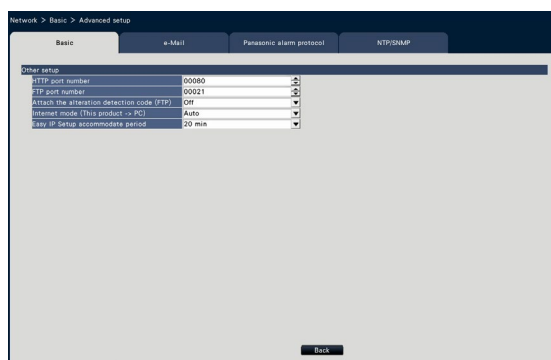 Network > Basic > Advanced setup
Basic e-Mail Panasonic alarm protocol NTP/SNMP
Other setup
HTTP port number 00080
FTP port number 00021
Attach the alteration detection code (FTP) Off
Internet mode (This product -> PC) Auto
Easy IP Setup accommodate period 20 min
Back